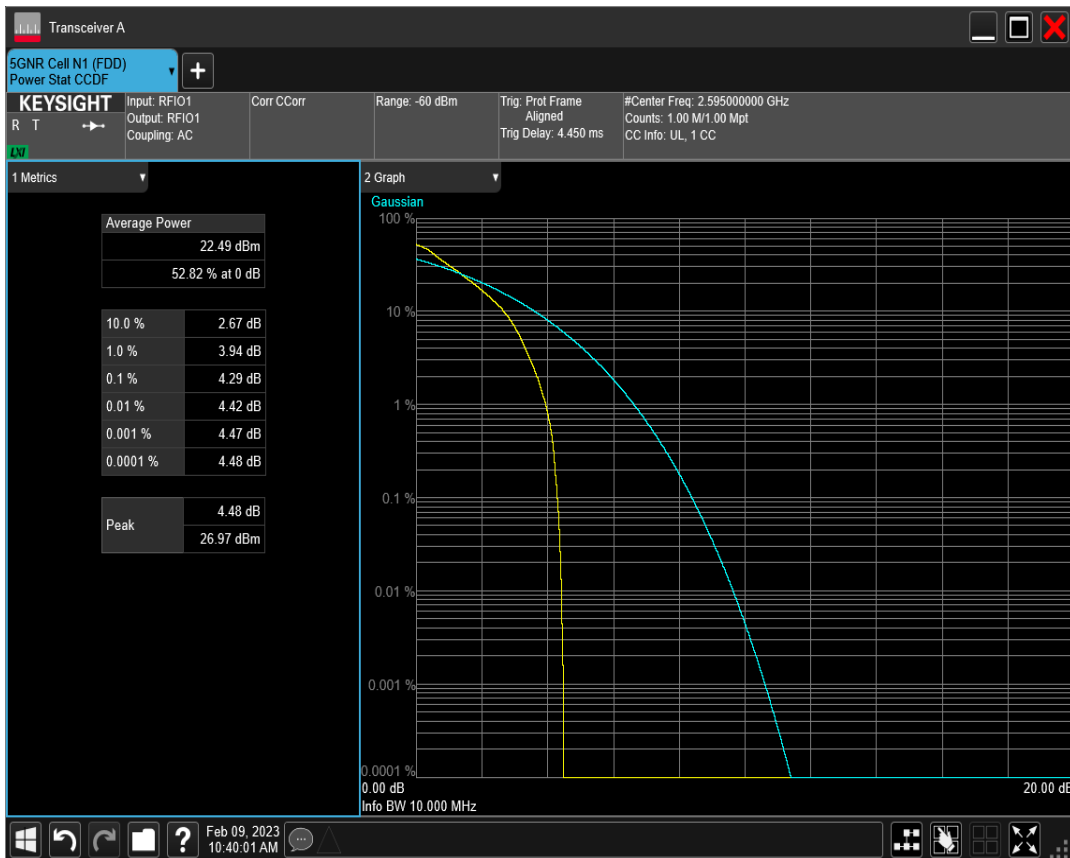 Transceiver A
5GNR Cell N1 (FDD)
Power Stat CCDF
KEYSIGHT
R T
LXI
Input: RFIO1
Output: RFIO1
Coupling: AC
Corr CCorr
Range: -60 dBm
Trig: Prot Frame
Aligned
Trig Delay: 4.450 ms
#Center Freq: 2.595000000 GHz
Counts: 1.00 M/1.00 Mpt
CC Info: UL, 1 CC
1 Metrics
Average Power
22.49 dBm
52.82 % at 0 dB
10.0 % 2.67 dB
1.0 % 3.94 dB
0.1 % 4.29 dB
0.01 % 4.42 dB
0.001 % 4.47 dB
0.0001 % 4.48 dB
Peak 4.48 dB
26.97 dBm
2 Graph
Gaussian
100 %
10 %
1 %
0.1 %
0.01 %
0.001 %
0.0001 %
0.00 dB 20.00 dB
Info BW 10.000 MHz
?
Feb 09, 2023
10:40:01 AM